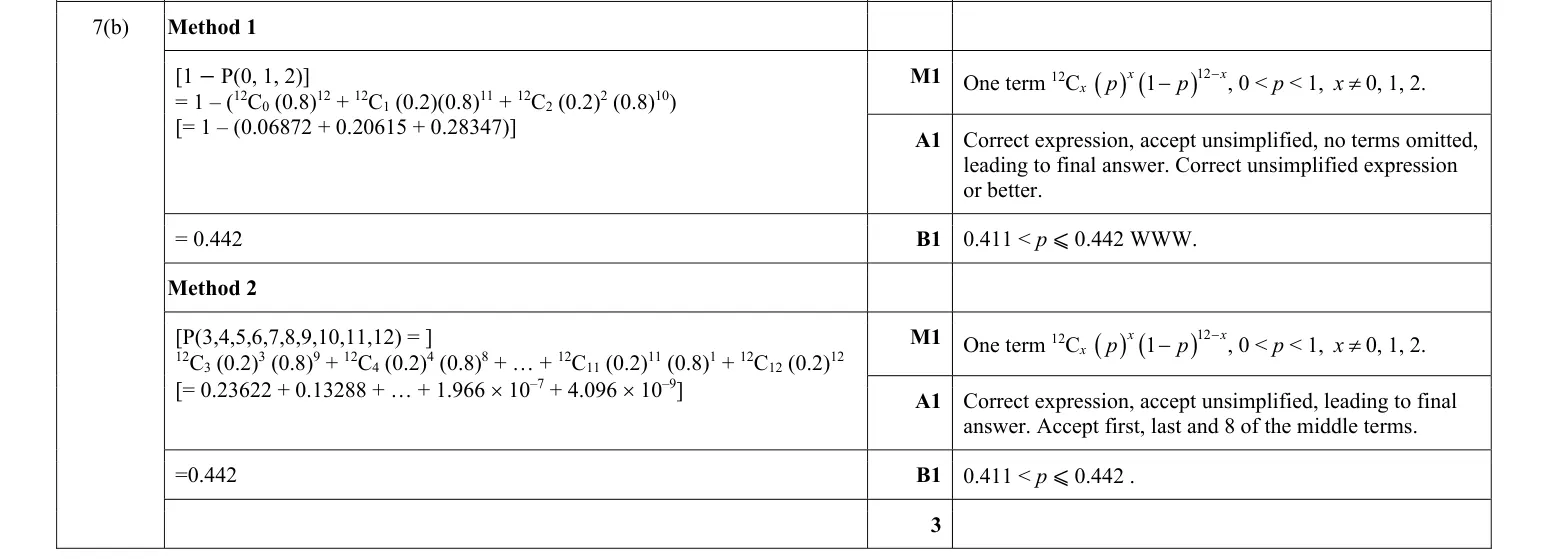 7(b) Method 1
[1 − P(0, 1, 2)]
= 1 – (¹²C₀ (0.8)¹² + ¹²C₁ (0.2)(0.8)¹¹ + ¹²C₂ (0.2)² (0.8)¹⁰)
[= 1 – (0.06872 + 0.20615 + 0.28347)]
M1 One term ¹²Cₓ (p)ˣ(1 − p)¹²⁻ˣ, 0 < p < 1, x ≠ 0, 1, 2.
A1 Correct expression, accept unsimplified, no terms omitted,
leading to final answer. Correct unsimplified expression
or better.
= 0.442 B1 0.411 < p ⩽ 0.442 WWW.
Method 2
[P(3,4,5,6,7,8,9,10,11,12) = ]
¹²C₃ (0.2)³ (0.8)⁹ + ¹²C₄ (0.2)⁴ (0.8)⁸ + … + ¹²C₁₁ (0.2)¹¹ (0.8)¹ + ¹²C₁₂ (0.2)¹²
[= 0.23622 + 0.13288 + … + 1.966 × 10⁻⁷ + 4.096 × 10⁻⁹]
M1 One term ¹²Cₓ (p)ˣ(1 − p)¹²⁻ˣ, 0 < p < 1, x ≠ 0, 1, 2.
A1 Correct expression, accept unsimplified, leading to final
answer. Accept first, last and 8 of the middle terms.
=0.442 B1 0.411 < p ⩽ 0.442 .
3